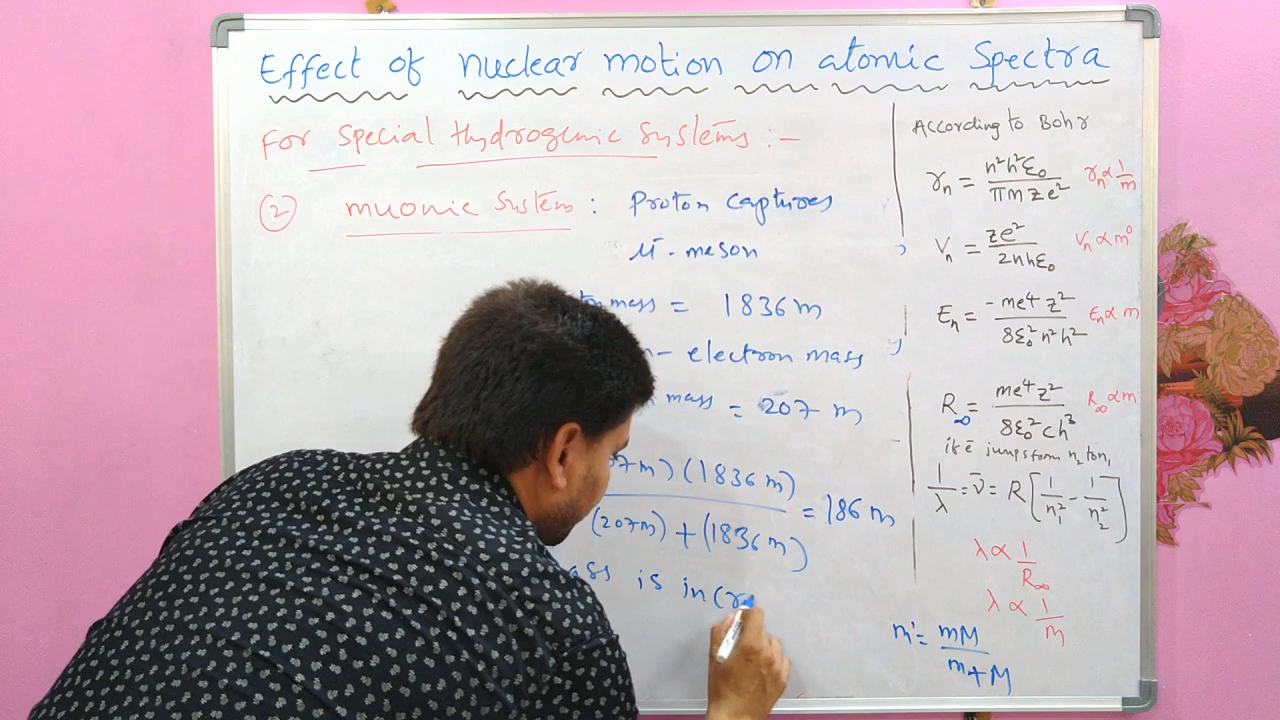 Effect of nuclear motion on atomic Spectra
For Special Hydrogenic Systems :-
② muonic System : Proton Captures
μ- meson
mass = 1836 m
- electron mass
mass = 207 m
7m) (1836 m)
(207m) + (1836 m) = 186 m
ass is in(r
According to Bohr
rₙ = n²h²ε₀ / πmze² rₙ ∝ 1/m
Vₙ = ze² / 2nhε₀ Vₙ ∝ m⁰
Eₙ = -me⁴z² / 8ε₀²n²h² Eₙ ∝ m
R∞ = me⁴z² / 8ε₀²ch³ R∞ ∝ m
if ē jumps form n₂ to n₁
1/λ = ν̄ = R[1/n₁² - 1/n₂²]
λ ∝ 1/R∞
λ ∝ 1/m
m' = mM / m+M